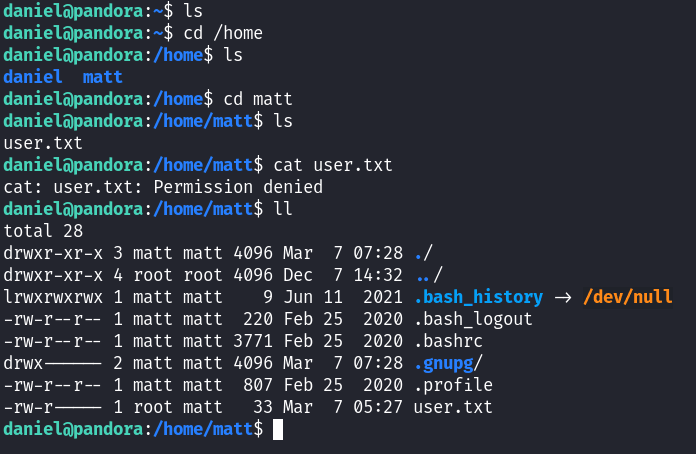 daniel@pandora:~$ ls
daniel@pandora:~$ cd /home
daniel@pandora:/home$ ls
daniel  matt
daniel@pandora:/home$ cd matt
daniel@pandora:/home/matt$ ls
user.txt
daniel@pandora:/home/matt$ cat user.txt
cat: user.txt: Permission denied
daniel@pandora:/home/matt$ ll
total 28
drwxr-xr-x 3 matt matt 4096 Mar  7 07:28 ./
drwxr-xr-x 4 root root 4096 Dec  7 14:32 ../
lrwxrwxrwx 1 matt matt    9 Jun 11  2021 .bash_history -> /dev/null
-rw-r--r-- 1 matt matt  220 Feb 25  2020 .bash_logout
-rw-r--r-- 1 matt matt 3771 Feb 25  2020 .bashrc
drwx------ 2 matt matt 4096 Mar  7 07:28 .gnupg/
-rw-r--r-- 1 matt matt  807 Feb 25  2020 .profile
-rw-r----- 1 root matt   33 Mar  7 05:27 user.txt
daniel@pandora:/home/matt$